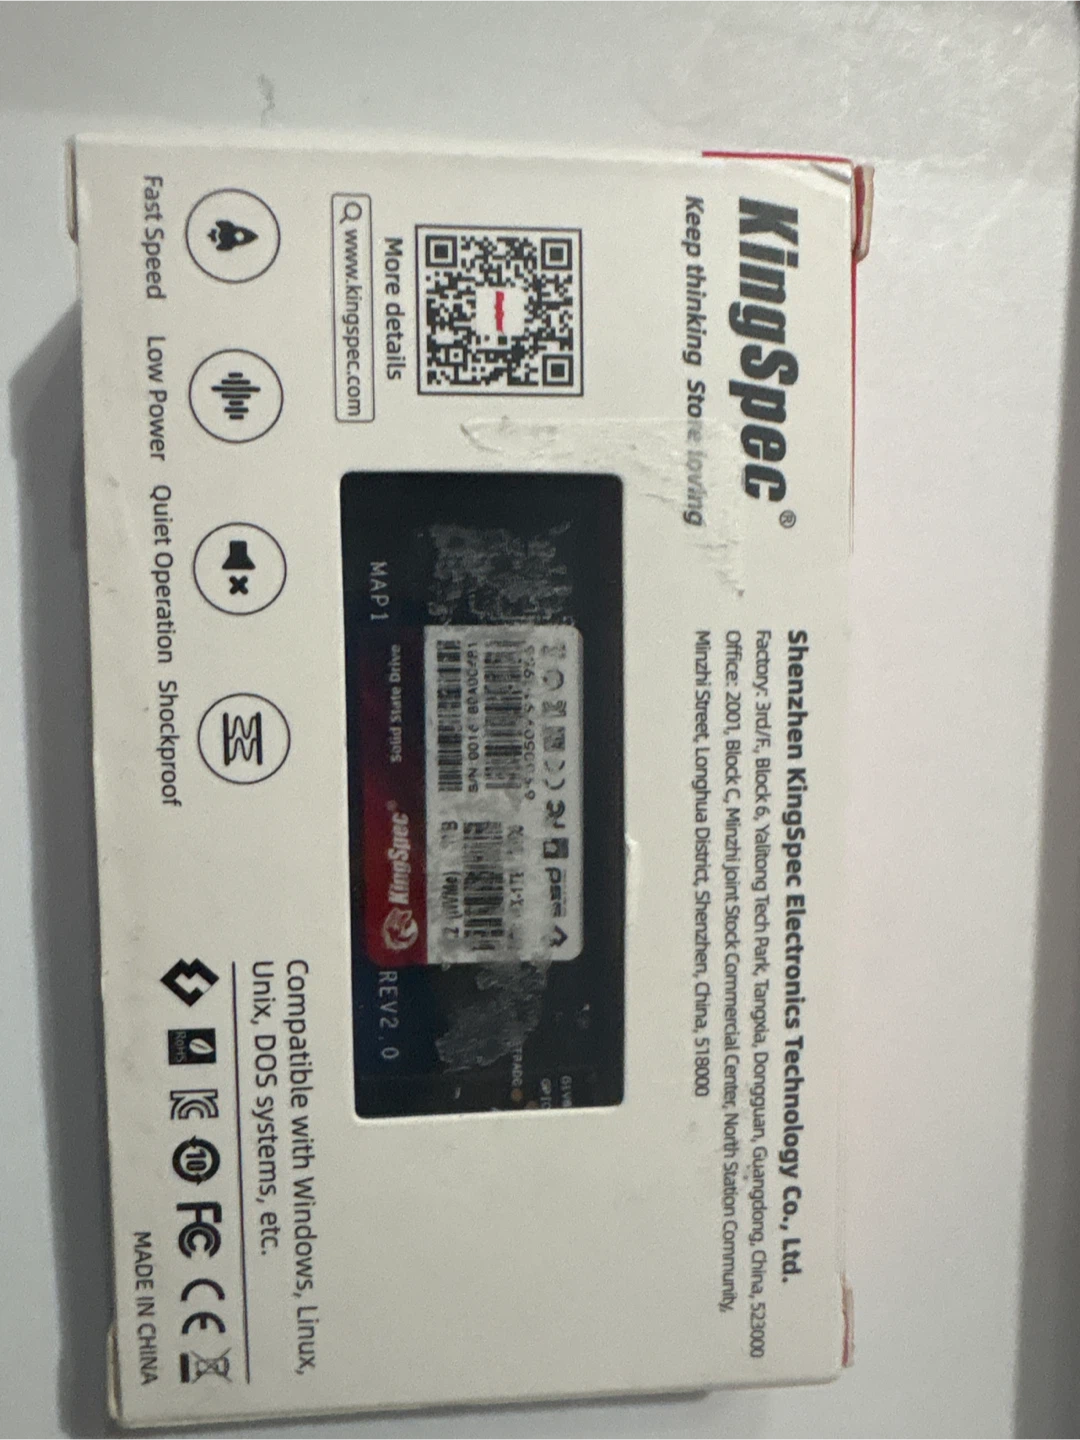 KingSpec®
Keep thinking Store loving
Shenzhen KingSpec Electronics Technology Co., Ltd.
Factory: 3rd/F., Block 6, Yalitong Tech Park, Tangxia, Dongguan, Guangdong, China, 523000
Office: 2001, Block C, Minzhi Joint Stock Commercial Center, North Station Community,
Minzhi Street, Longhua District, Shenzhen, China, 518000
More details
www.kingspec.com
MAP1
REV2.0
Solid State Drive
KingSpec®
Fast Speed
Low Power
Quiet Operation
Shockproof
Compatible with Windows, Linux,
Unix, DOS systems, etc.
RoHS
10
FC CE
MADE IN CHINA